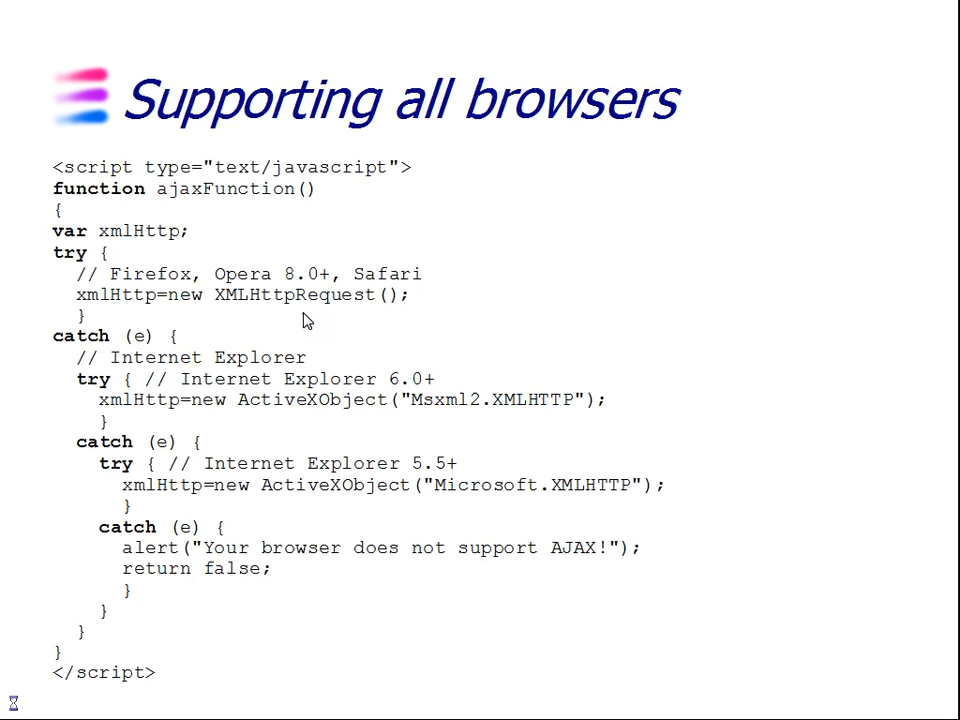 Supporting all browsers
<script type="text/javascript">
function ajaxFunction()
{
var xmlHttp;
try {
  // Firefox, Opera 8.0+, Safari
  xmlHttp=new XMLHttpRequest();
  }
catch (e) {
  // Internet Explorer
  try { // Internet Explorer 6.0+
    xmlHttp=new ActiveXObject("Msxml2.XMLHTTP");
    }
  catch (e) {
    try { // Internet Explorer 5.5+
      xmlHttp=new ActiveXObject("Microsoft.XMLHTTP");
      }
    catch (e) {
      alert("Your browser does not support AJAX!");
      return false;
      }
    }
  }
}
</script>